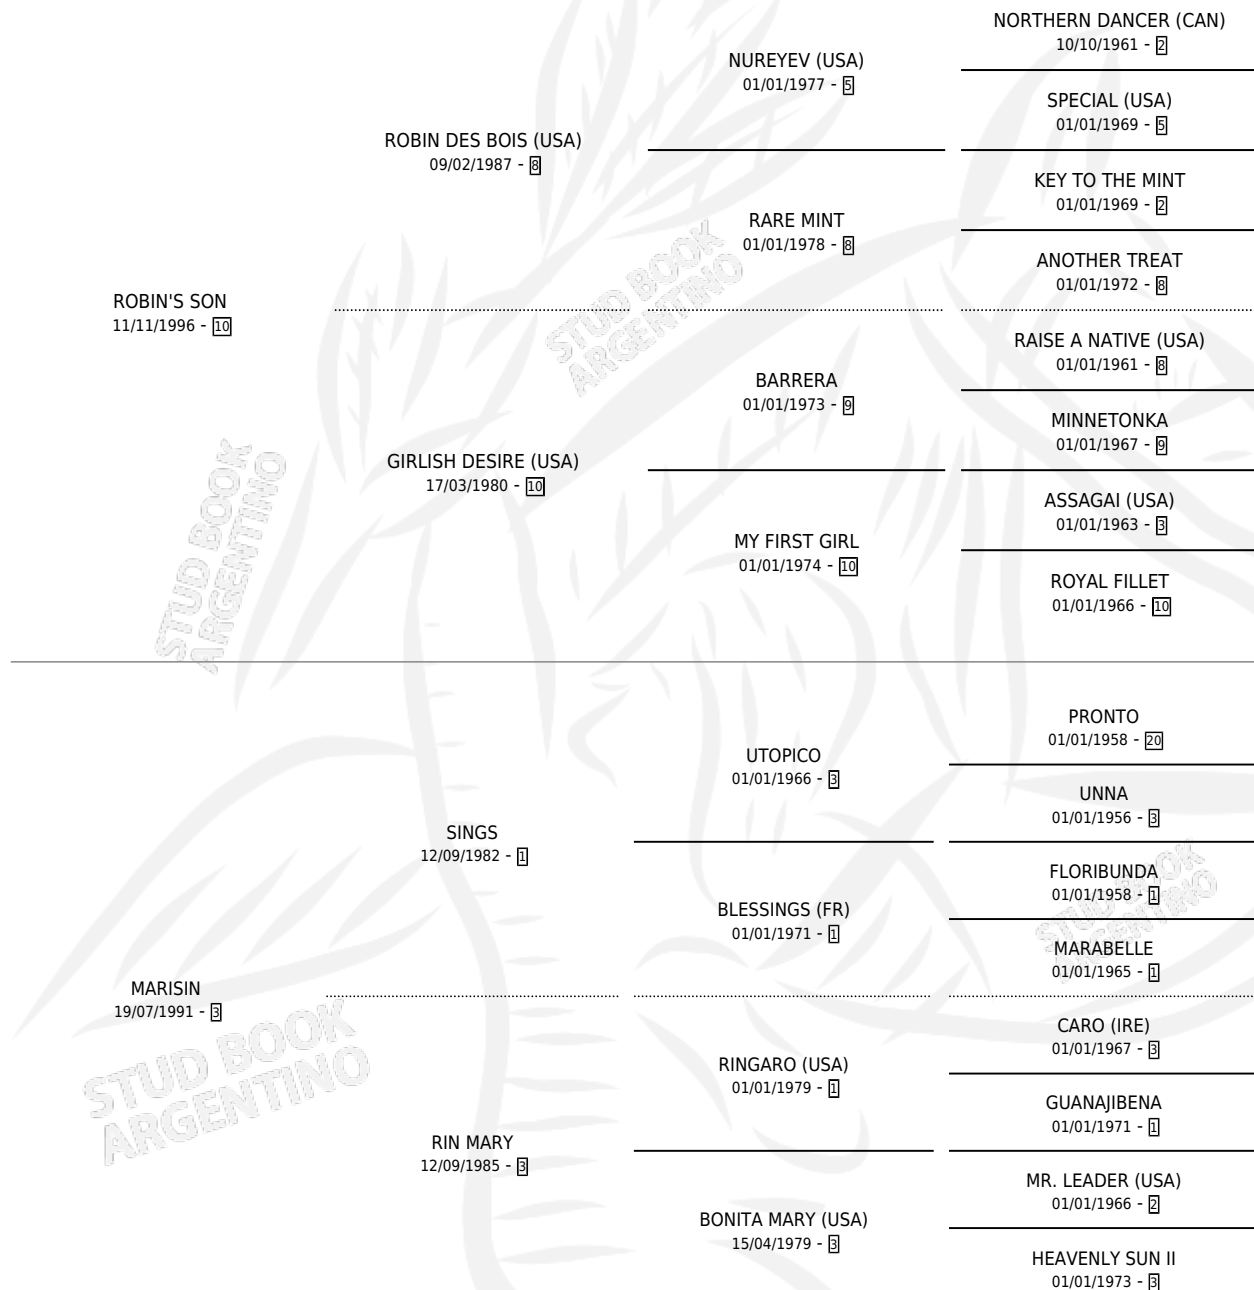 NORTHERN DANCER (CAN)
10/10/1961 - 2
NUREYEV (USA)
01/01/1977 - 5
SPECIAL (USA)
01/01/1969 - 5
ROBIN DES BOIS (USA)
09/02/1987 - 8
KEY TO THE MINT
01/01/1969 - 2
RARE MINT
01/01/1978 - 8
ANOTHER TREAT
01/01/1972 - 8
ROBIN'S SON
11/11/1996 - 10
RAISE A NATIVE (USA)
01/01/1961 - 8
BARRERA
01/01/1973 - 9
MINNETONKA
01/01/1967 - 9
GIRLISH DESIRE (USA)
17/03/1980 - 10
ASSAGAI (USA)
01/01/1963 - 3
MY FIRST GIRL
01/01/1974 - 10
ROYAL FILLET
01/01/1966 - 10
STUD BOOK
ARGENTINO
STUD BOOK
ARGENTINO
PRONTO
01/01/1958 - 20
UTOPICO
01/01/1966 - 3
UNNA
01/01/1956 - 3
SINGS
12/09/1982 - 1
FLORIBUNDA
01/01/1958 - 1
BLESSINGS (FR)
01/01/1971 - 1
MARABELLE
01/01/1965 - 1
MARISIN
19/07/1991 - 3
CARO (IRE)
01/01/1967 - 3
RINGARO (USA)
01/01/1979 - 1
GUANAJIBENA
01/01/1971 - 1
RIN MARY
12/09/1985 - 3
MR. LEADER (USA)
01/01/1966 - 2
BONITA MARY (USA)
15/04/1979 - 3
HEAVENLY SUN II
01/01/1973 - 3
STUD BOOK
ARGENTINO
STUD BOOK
ARGENTINO